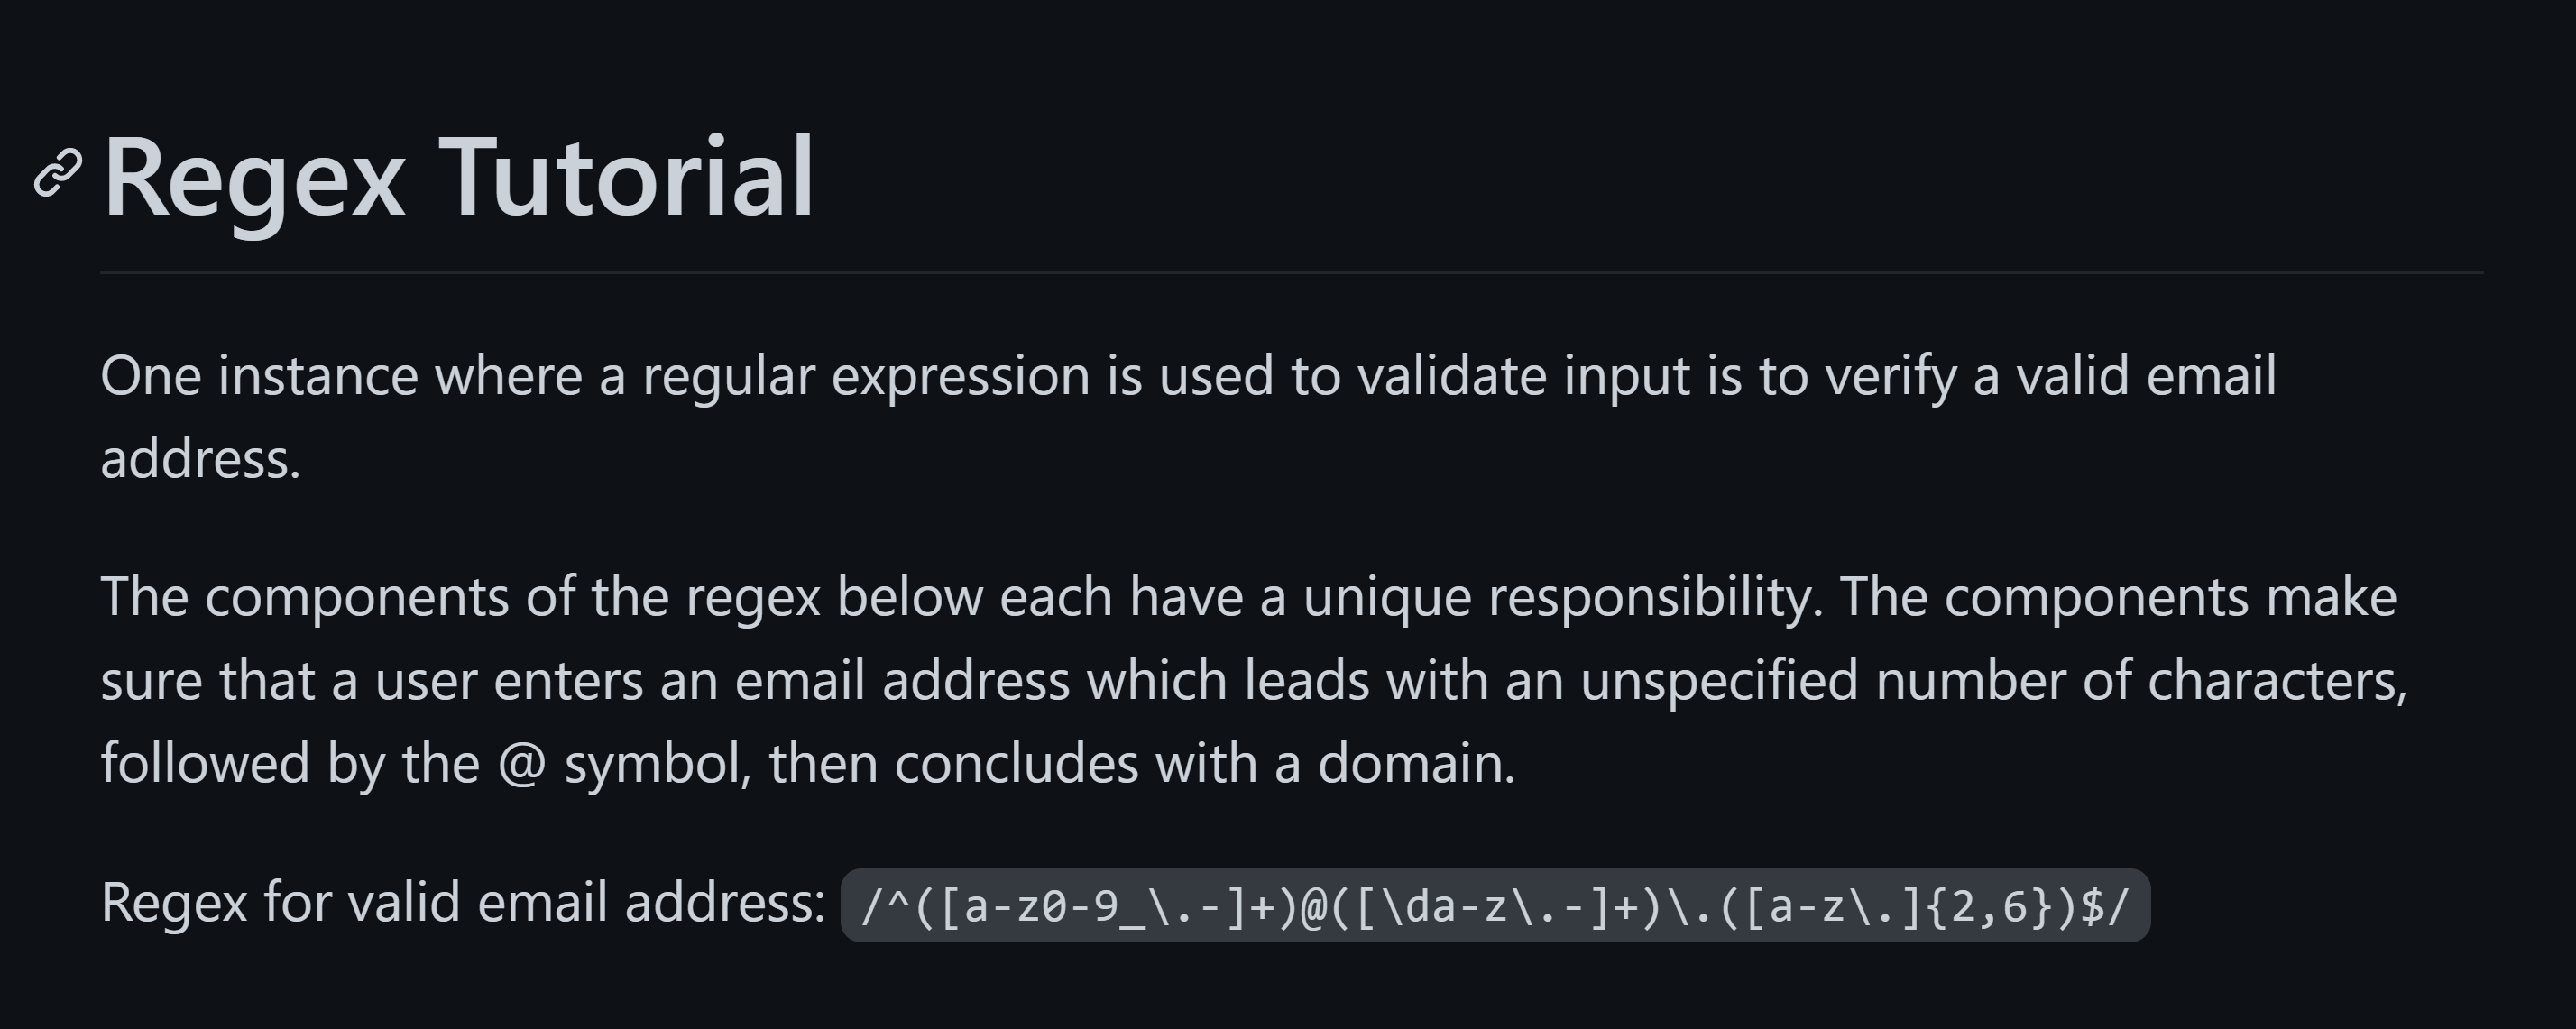 Regex Tutorial
One instance where a regular expression is used to validate input is to verify a valid email
address.
The components of the regex below each have a unique responsibility. The components make
sure that a user enters an email address which leads with an unspecified number of characters,
followed by the @ symbol, then concludes with a domain.
Regex for valid email address: /^([a-z0-9_\.-]+)@([\da-z\.-]+)\.([a-z\.]{2,6})$/